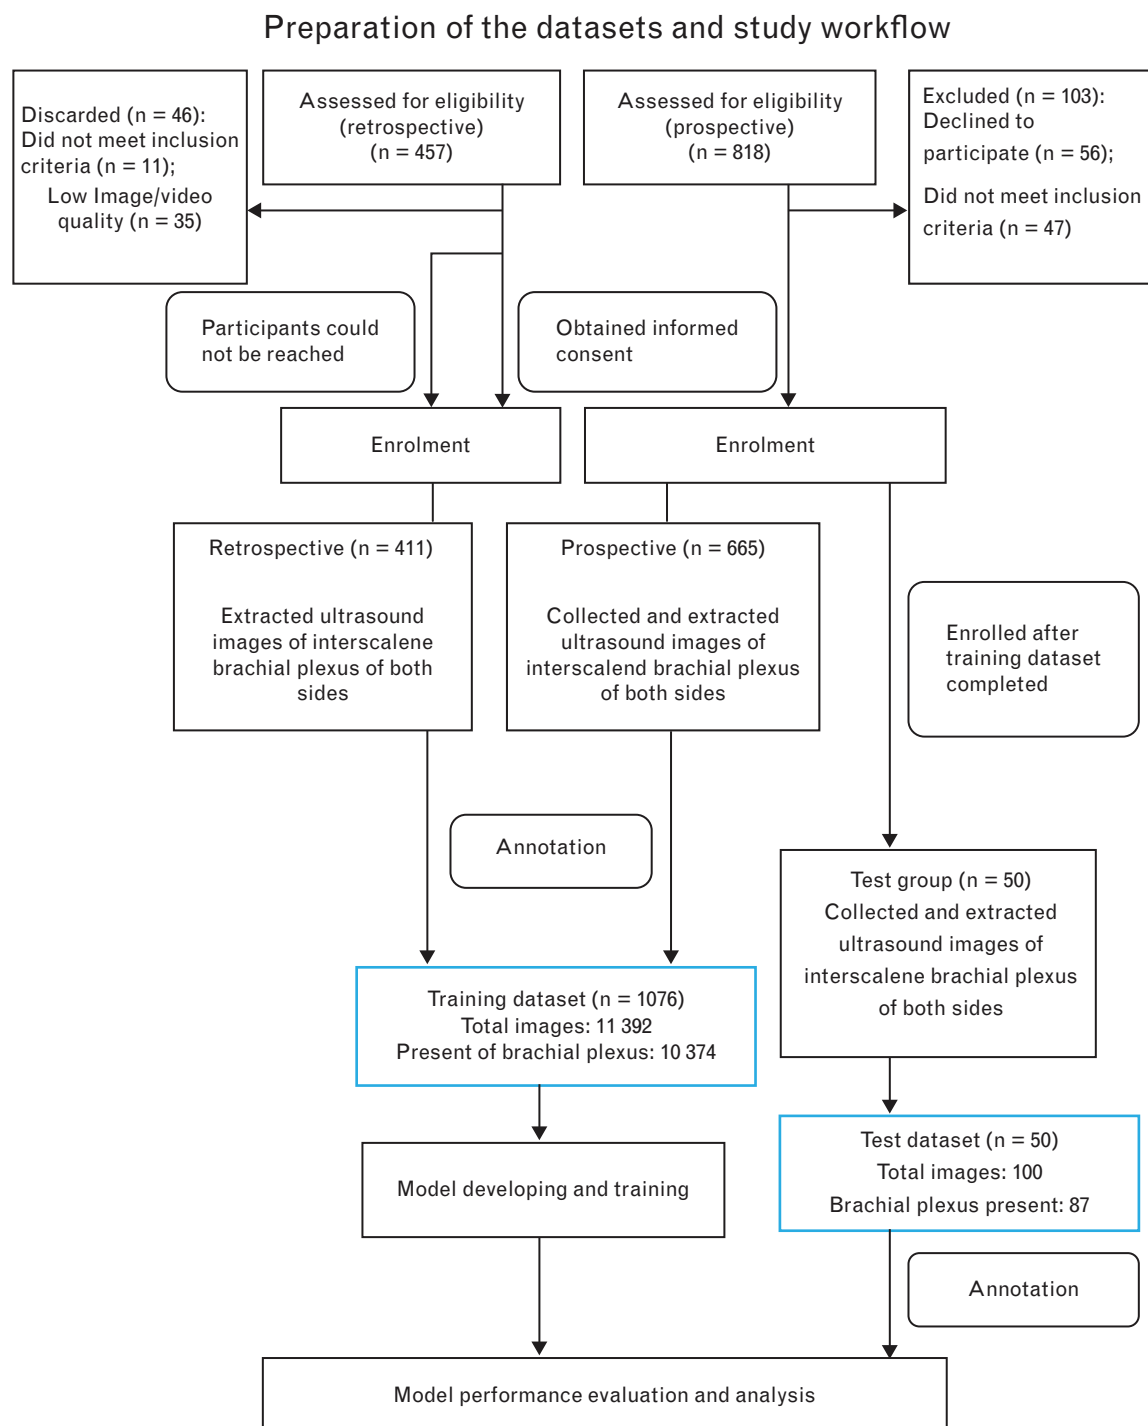 Preparation of the datasets and study workflow
Discarded (n = 46):
Did not meet inclusion
criteria (n = 11);
Low Image/video
quality (n = 35)
Assessed for eligibility
(retrospective)
(n = 457)
Assessed for eligibility
(prospective)
(n = 818)
Excluded (n = 103):
Declined to
participate (n = 56);
Did not meet inclusion
criteria (n = 47)
Participants could
not be reached
Obtained informed
consent
Enrolment
Enrolment
Retrospective (n = 411)
Extracted ultrasound
images of interscalene
brachial plexus of both
sides
Prospective (n = 665)
Collected and extracted
ultrasound images of
interscalend brachial plexus
of both sides
Enrolled after
training dataset
completed
Annotation
Test group (n = 50)
Collected and extracted
ultrasound images of
interscalene brachial plexus
of both sides
Training dataset (n = 1076)
Total images: 11 392
Present of brachial plexus: 10 374
Test dataset (n = 50)
Total images: 100
Brachial plexus present: 87
Model developing and training
Annotation
Model performance evaluation and analysis